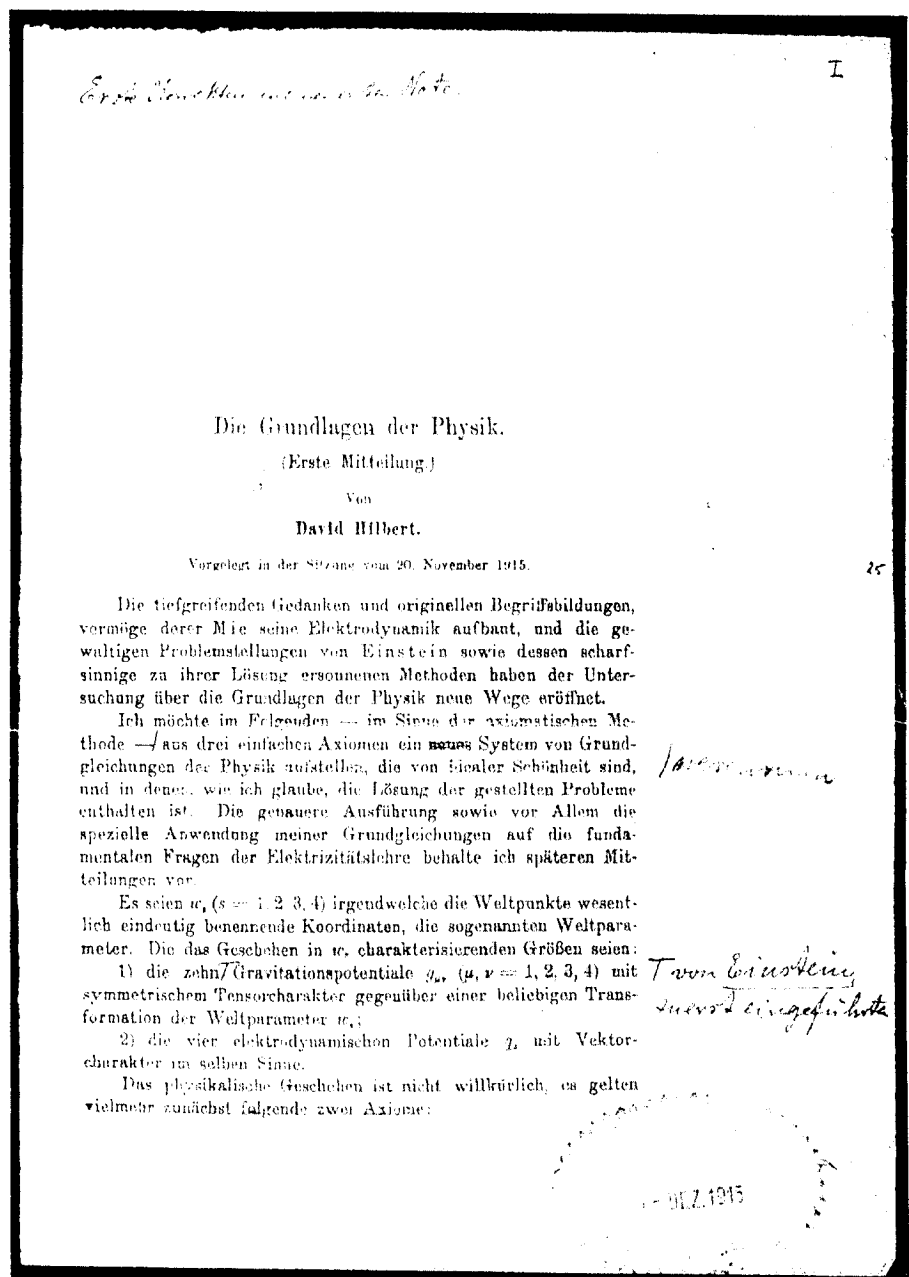 I
Erste Korrektur meiner ersten Note.
Die Grundlagen der Physik.
(Erste Mitteilung.)
Von
David Hilbert.
Vorgelegt in der Sitzung vom 20. November 1915.
25
Die tiefgreifenden Gedanken und originellen Begriffsbildungen,
vermöge derer Mie seine Elektrodynamik aufbaut, und die ge-
waltigen Problemstellungen von Einstein sowie dessen scharf-
sinnige zu ihrer Lösung ersonnenen Methoden haben der Unter-
suchung über die Grundlagen der Physik neue Wege eröffnet.
Ich möchte im Folgenden — im Sinne der axiomatischen Me-
thode — aus drei einfachen Axiomen ein neues System von Grund-
gleichungen der Physik aufstellen, die von idealer Schönheit sind,
und in denen, wie ich glaube, die Lösung der gestellten Probleme
enthalten ist. Die genauere Ausführung sowie vor Allem die
spezielle Anwendung meiner Grundgleichungen auf die funda-
mentalen Fragen der Elektrizitätslehre behalte ich späteren Mit-
teilungen vor.
Es seien w_s (s = 1, 2, 3, 4) irgendwelche die Weltpunkte wesent-
lich eindeutig benennende Koordinaten, die sogenannten Weltpara-
meter. Die das Geschehen in w_s charakterisierenden Größen seien:
1) die zehn Gravitationspotentiale g_μν (μ, ν = 1, 2, 3, 4) mit
symmetrischem Tensorcharakter gegenüber einer beliebigen Trans-
formation der Weltparameter w_s;
T von Einstein
zuerst eingeführten
2) die vier elektrodynamischen Potentiale q_s mit Vektor-
charakter im selben Sinne.
Das physikalische Geschehen ist nicht willkürlich, es gelten
vielmehr zunächst folgende zwei Axiome:
DEZ. 1915